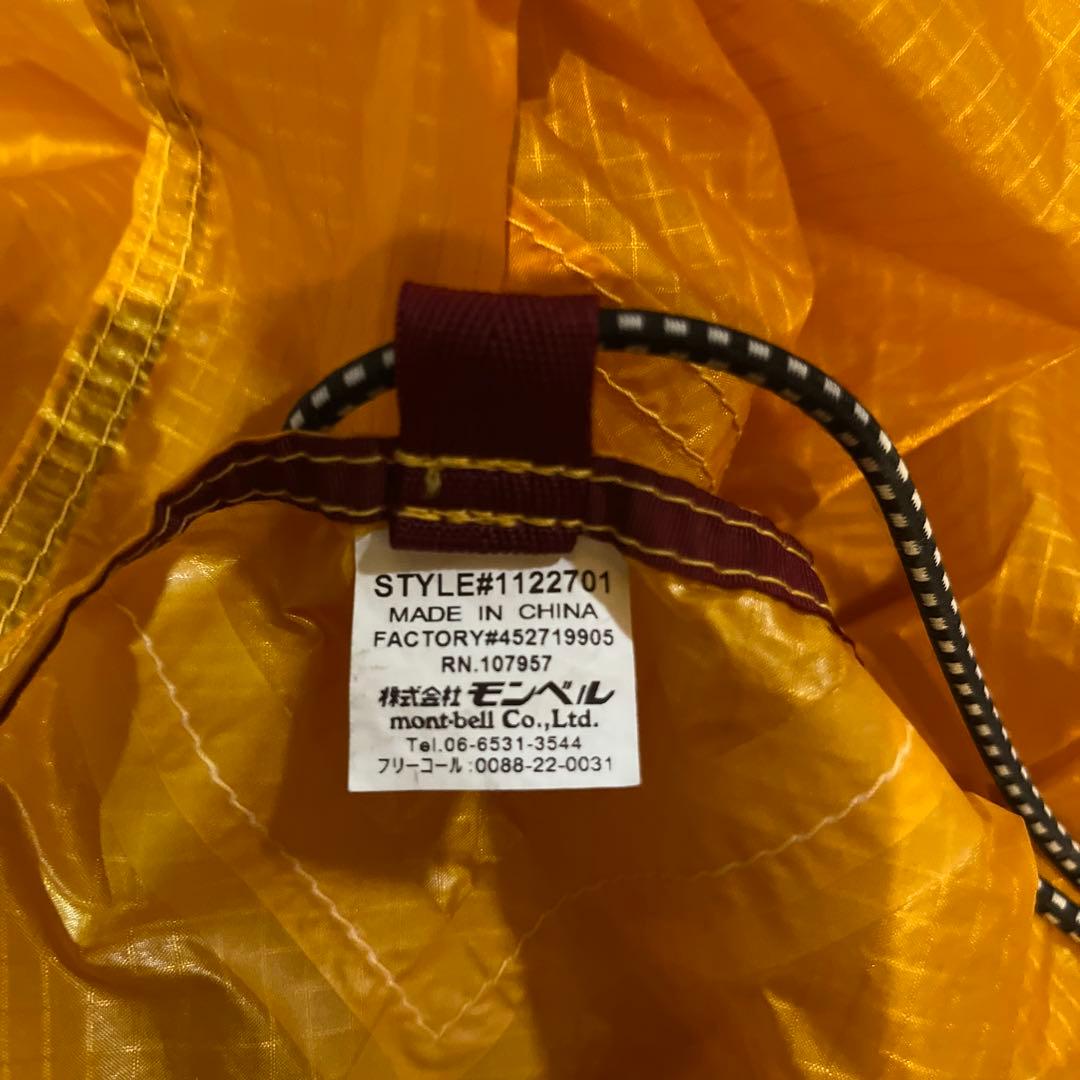 STYLE#1122701
MADE IN CHINA
FACTORY#452719905
RN.107957
株式会社 モンベル
mont-bell Co.,Ltd.
Tel.06-6531-3544
フリーコール:0088-22-0031